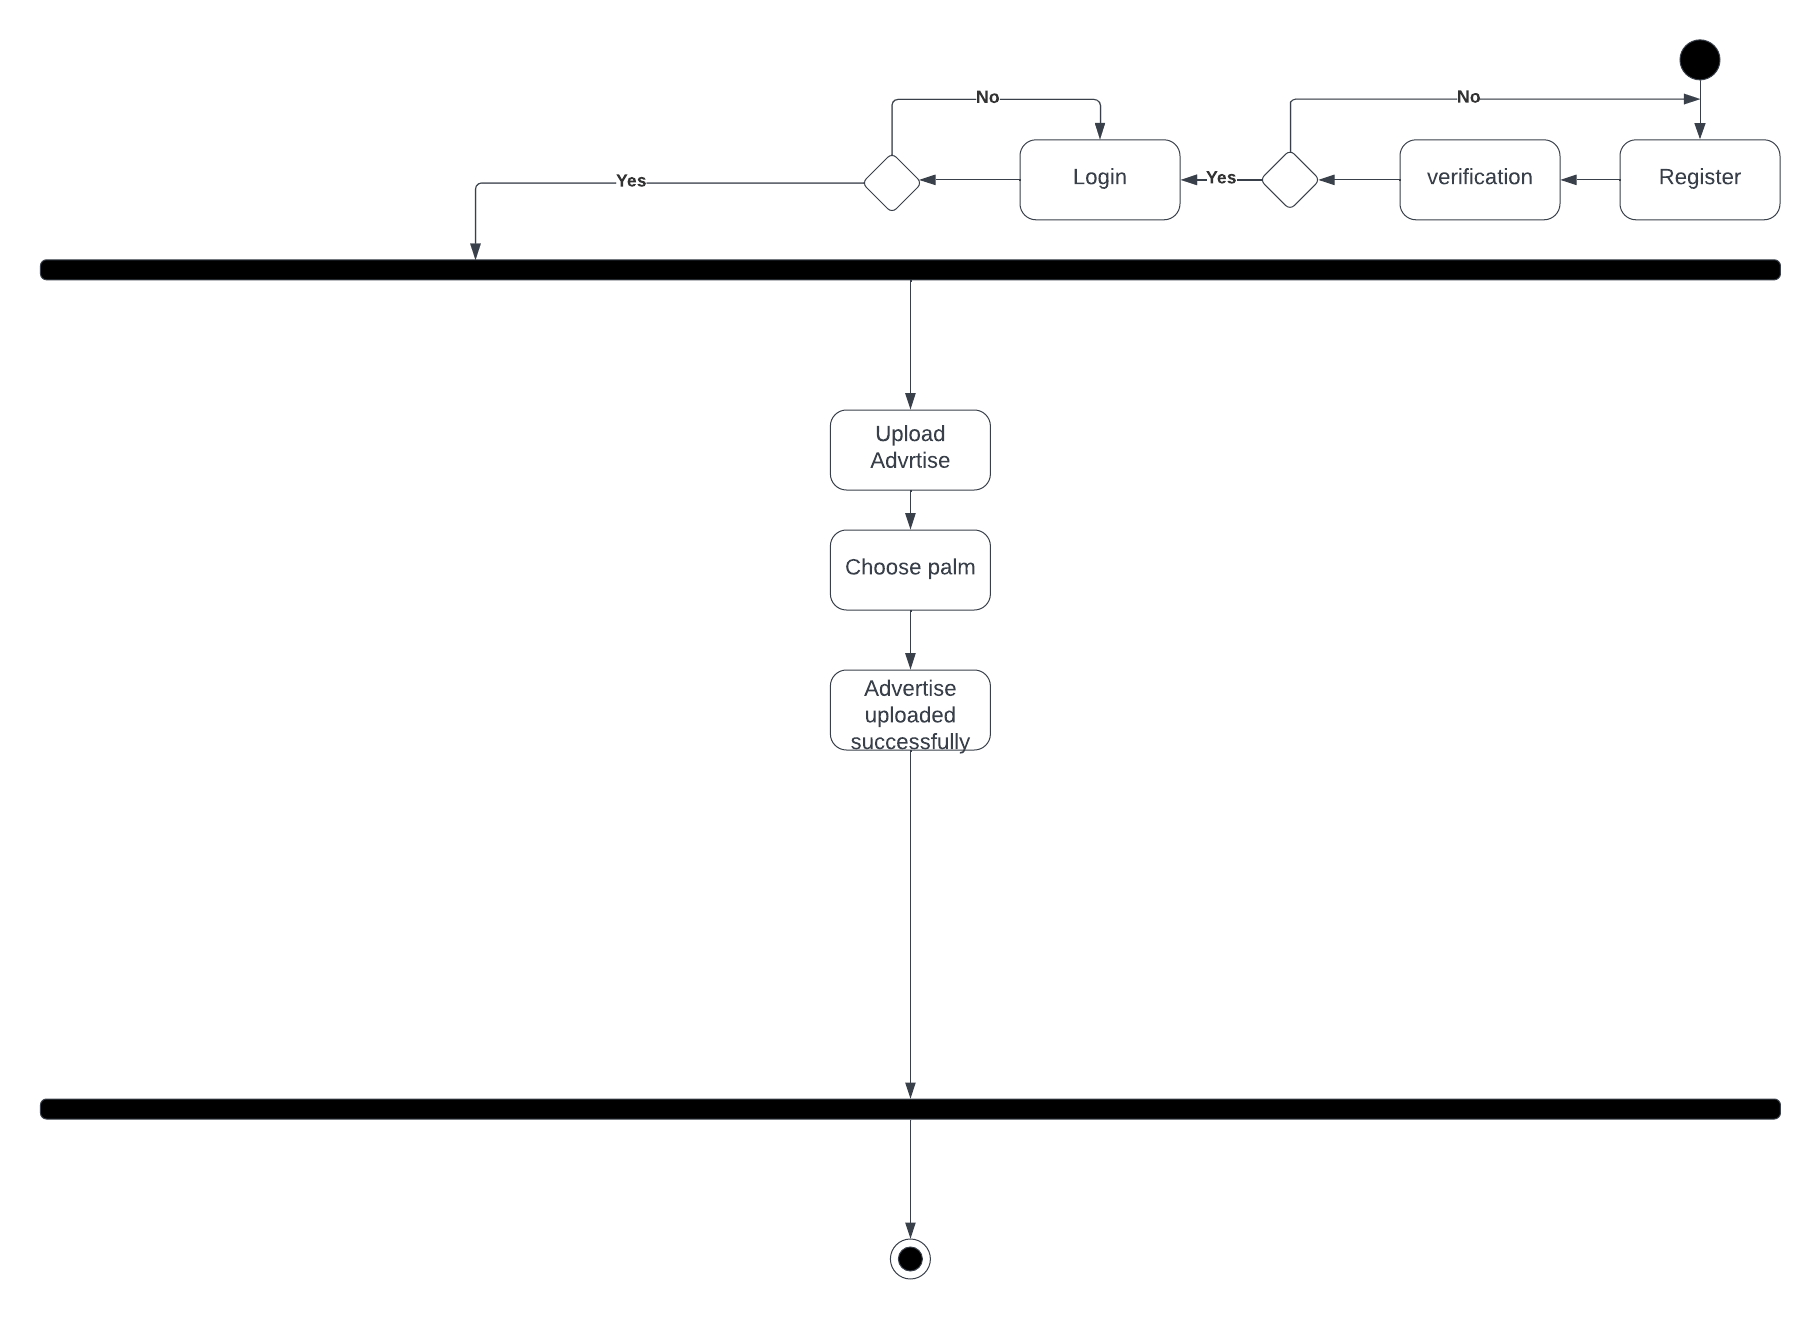 No
No
Yes
Login
Yes
verification
Register
Upload
Advrtise
Choose palm
Advertise
uploaded
successfully